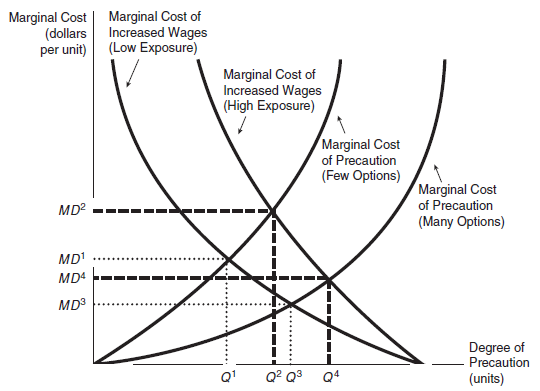 Marginal Cost
(dollars
per unit)
Marginal Cost of
Increased Wages
(Low Exposure)
Marginal Cost of
Increased Wages
(High Exposure)
Marginal Cost
of Precaution
(Few Options)
Marginal Cost
of Precaution
(Many Options)
MD²
MD¹
MD⁴
MD³
Q¹ Q² Q³ Q⁴
Degree of
Precaution
(units)